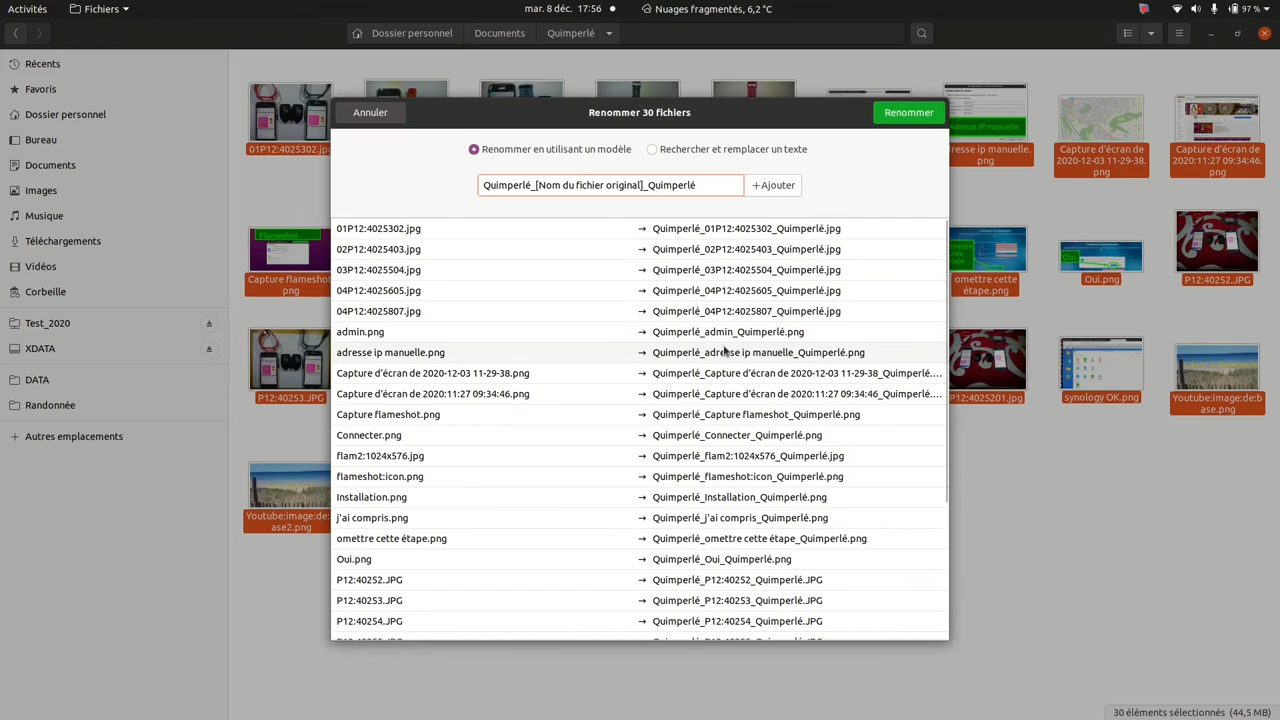 Activités
Fichiers
mar. 8 déc. 17:56
Nuages fragmentés, 6,2 °C
97 %
Dossier personnel
Documents
Quimperlé
Récents
Favoris
Dossier personnel
Bureau
Documents
Images
Musique
Téléchargements
Vidéos
Corbeille
Test_2020
XDATA
DATA
Randonnée
+ Autres emplacements
Annuler
Renommer 30 fichiers
Renommer
Renommer en utilisant un modèle
Rechercher et remplacer un texte
Quimperlé_[Nom du fichier original]_Quimperlé
+ Ajouter
01P12:4025302.jpg → Quimperlé_01P12:4025302_Quimperlé.jpg
02P12:4025403.jpg → Quimperlé_02P12:4025403_Quimperlé.jpg
03P12:4025504.jpg → Quimperlé_03P12:4025504_Quimperlé.jpg
04P12:4025605.jpg → Quimperlé_04P12:4025605_Quimperlé.jpg
04P12:4025807.jpg → Quimperlé_04P12:4025807_Quimperlé.jpg
admin.png → Quimperlé_admin_Quimperlé.png
adresse ip manuelle.png → Quimperlé_adresse ip manuelle_Quimperlé.png
Capture d’écran de 2020-12-03 11-29-38.png → Quimperlé_Capture d’écran de 2020-12-03 11-29-38_Quimperlé.…
Capture d’écran de 2020:11:27 09:34:46.png → Quimperlé_Capture d’écran de 2020:11:27 09:34:46_Quimperlé.…
Capture flameshot.png → Quimperlé_Capture flameshot_Quimperlé.png
Connecter.png → Quimperlé_Connecter_Quimperlé.png
flam2:1024x576.jpg → Quimperlé_flam2:1024x576_Quimperlé.jpg
flameshot:icon.png → Quimperlé_flameshot:icon_Quimperlé.png
Installation.png → Quimperlé_Installation_Quimperlé.png
j'ai compris.png → Quimperlé_j'ai compris_Quimperlé.png
omettre cette étape.png → Quimperlé_omettre cette étape_Quimperlé.png
Oui.png → Quimperlé_Oui_Quimperlé.png
P12:40252.JPG → Quimperlé_P12:40252_Quimperlé.JPG
P12:40253.JPG → Quimperlé_P12:40253_Quimperlé.JPG
P12:40254.JPG → Quimperlé_P12:40254_Quimperlé.JPG
01P12:4025302.jpg
Adresse IP manuelle
adresse ip manuelle.
png
Capture d’écran de
2020-12-03 11-29-38.
png
Capture d’écran de
2020:11:27 09:34:46.
png
Flameshot
Capture flameshot.
png
omettre
cette
étape
omettre cette
étape.png
Oui
Oui.png
P12:40252.JPG
P12:40253.JPG
P12:4025201.jpg
synology OK.png
Youtube:image:de:b
ase.png
Youtube:image:de:b
ase2.png
30 éléments sélectionnés (44,5 MB)